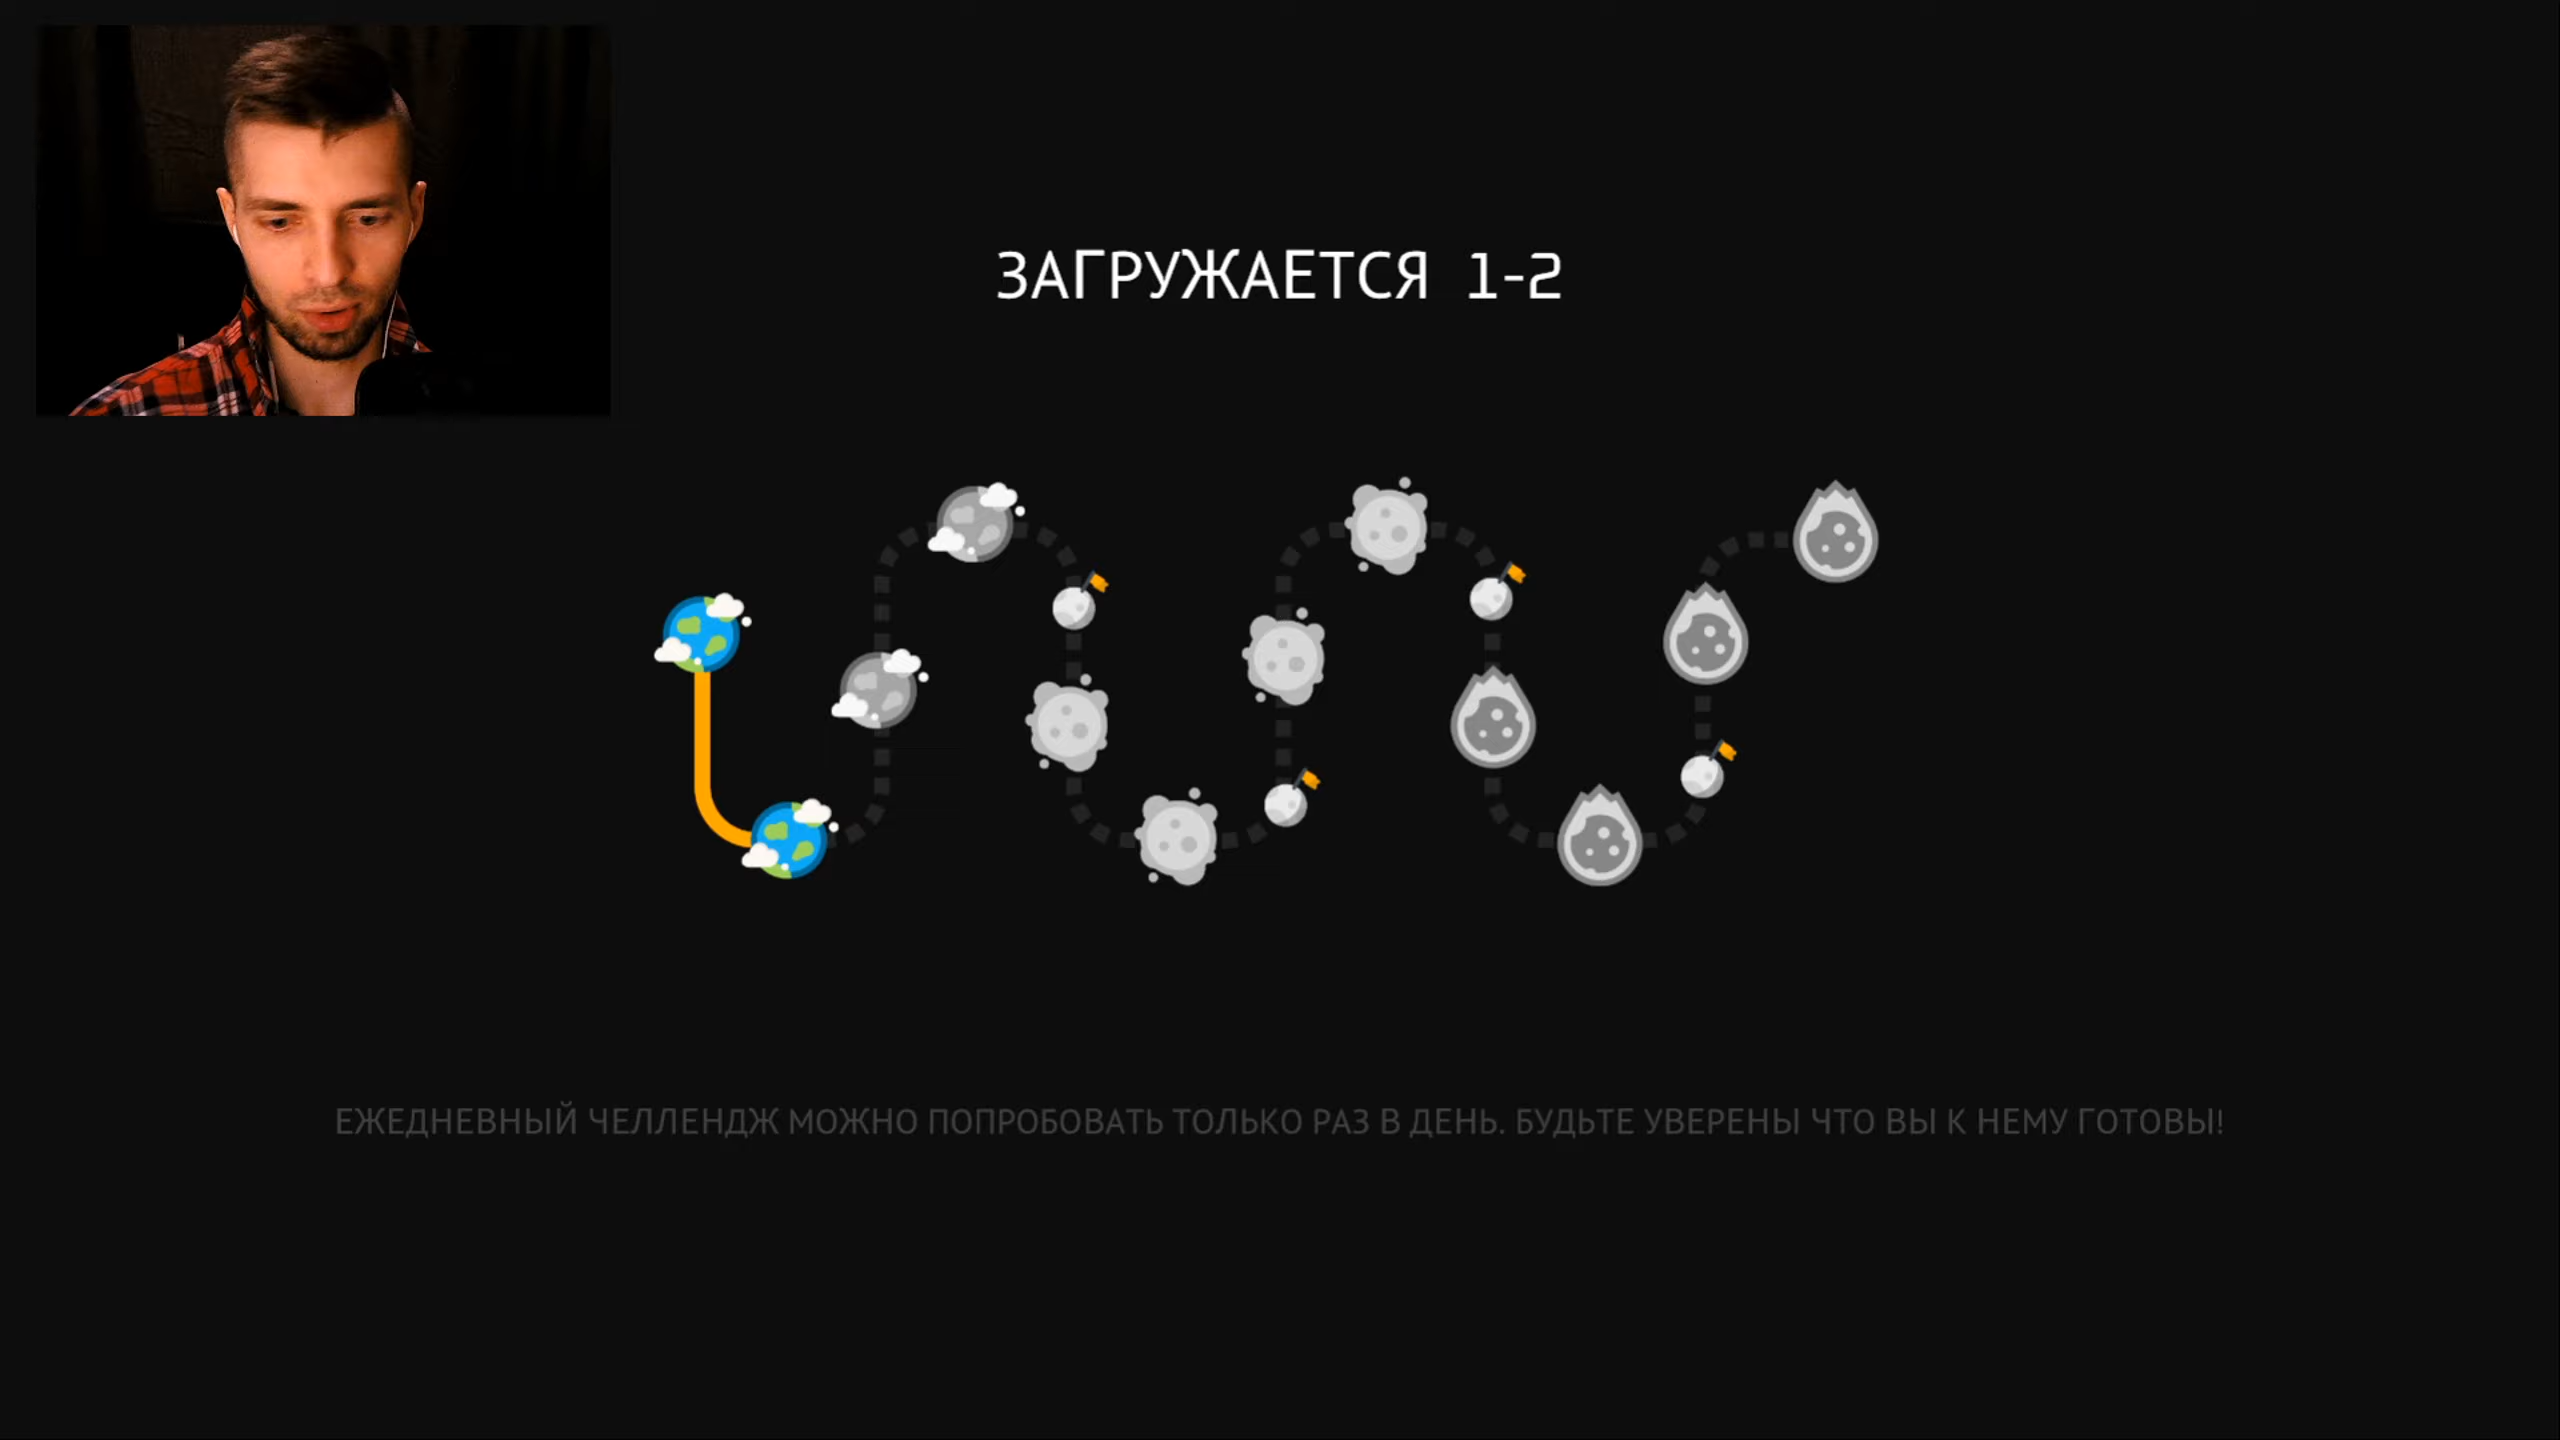 ЗАГРУЖАЕТСЯ 1-2
ЕЖЕДНЕВНЫЙ ЧЕЛЛЕНДЖ МОЖНО ПОПРОБОВАТЬ ТОЛЬКО РАЗ В ДЕНЬ. БУДЬТЕ УВЕРЕНЫ ЧТО ВЫ К НЕМУ ГОТОВЫ!